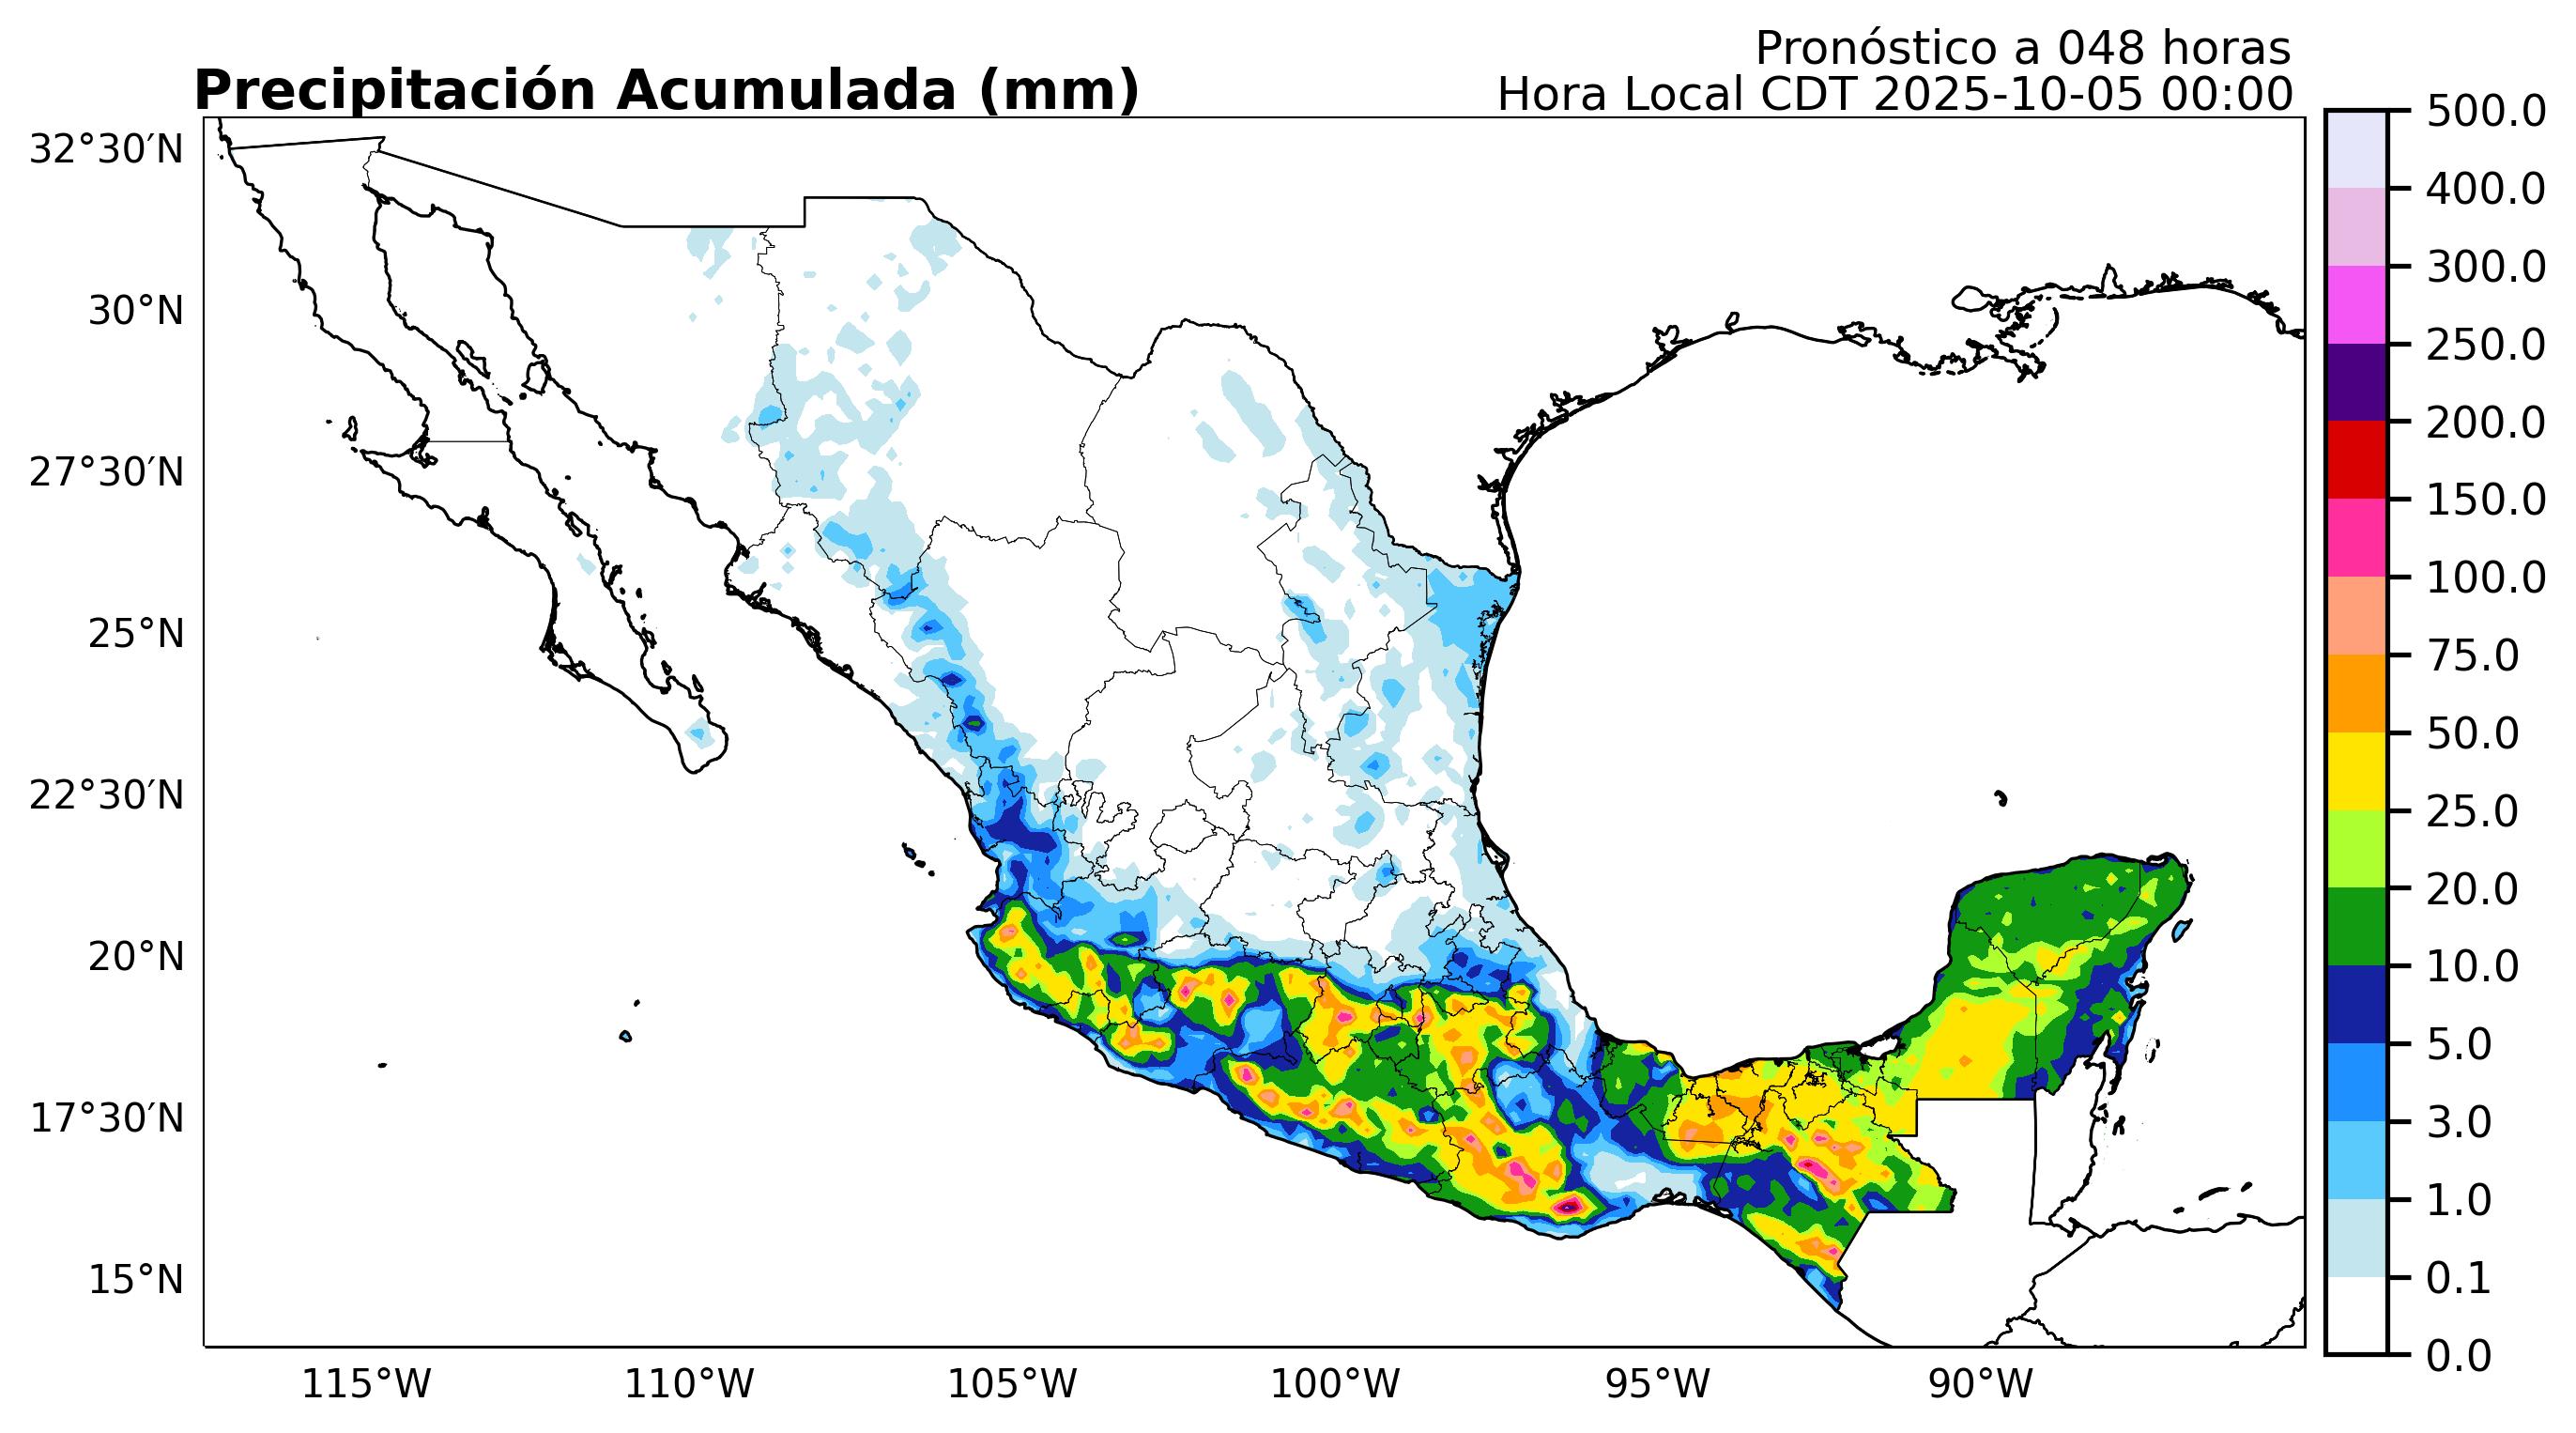 Pronóstico a 048 horas
Precipitación Acumulada (mm)
Hora Local CDT 2025-10-05 00:00
32°30′N
30°N
27°30′N
25°N
22°30′N
20°N
17°30′N
15°N
115°W
110°W
105°W
100°W
95°W
90°W
500.0
400.0
300.0
250.0
200.0
150.0
100.0
75.0
50.0
25.0
20.0
10.0
5.0
3.0
1.0
0.1
0.0